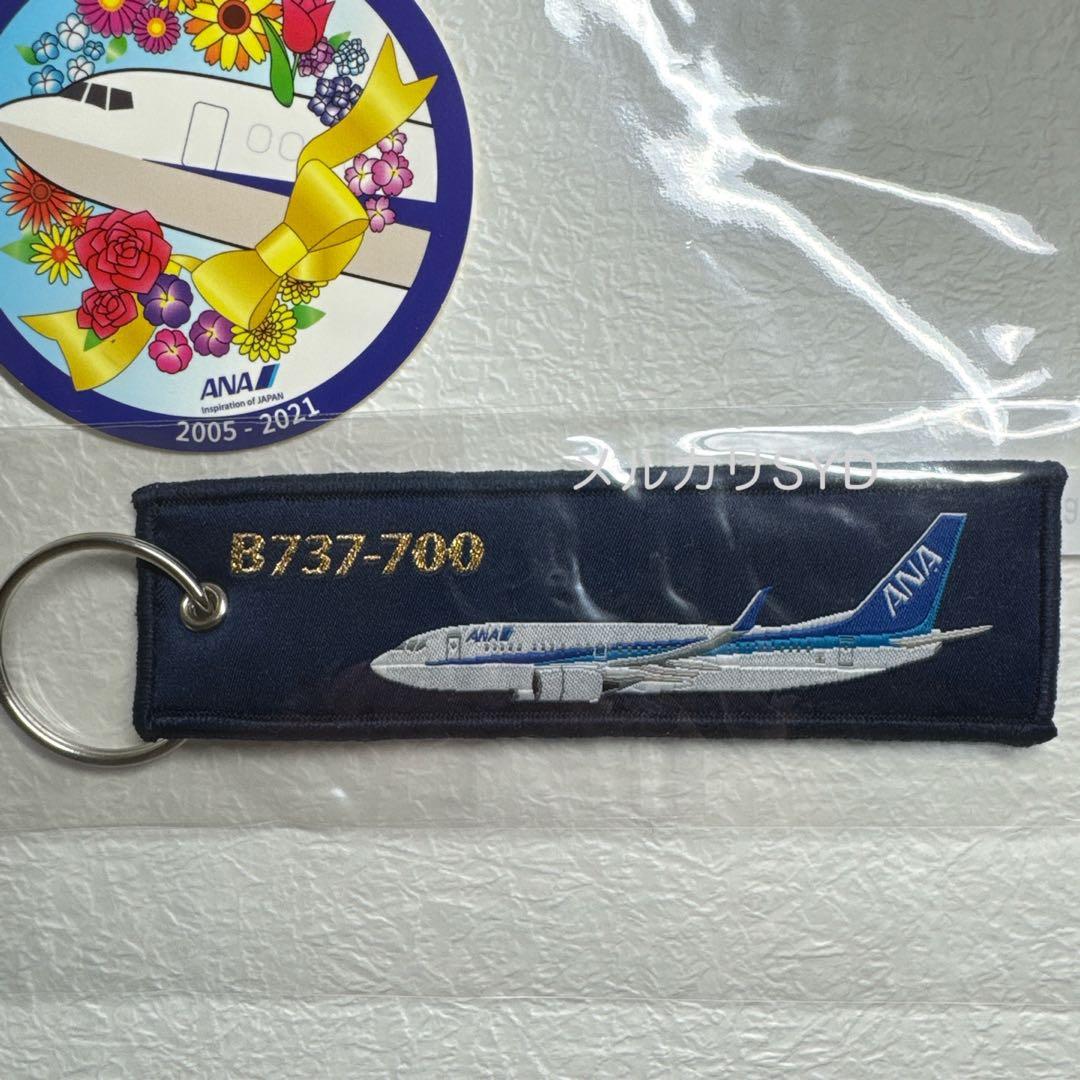 ANA
Inspiration of JAPAN
2005 - 2021
メルカリSYD
B737-700
ANA
ANA